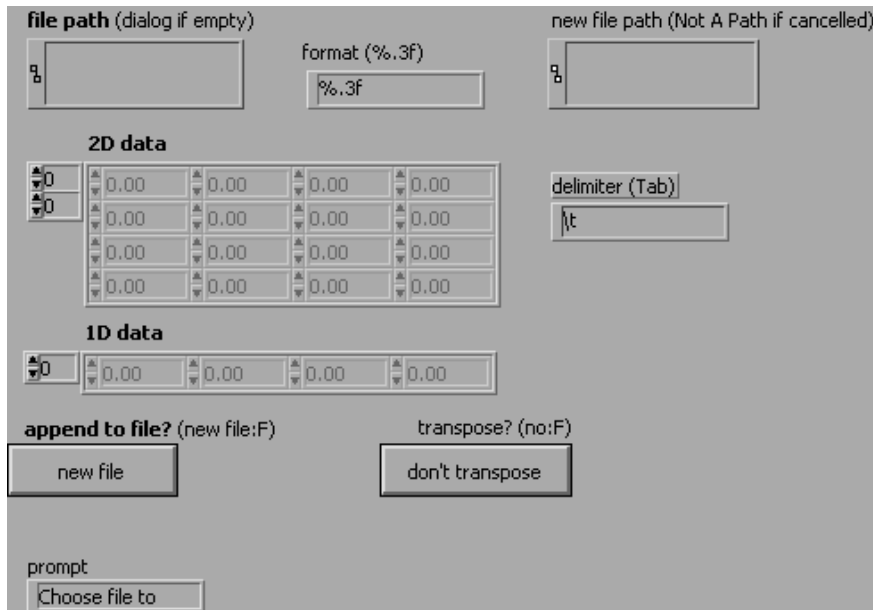 file path (dialog if empty)
new file path (Not A Path if cancelled)
format (%.3f)
%.3f
2D data
0
0
0.00 0.00 0.00 0.00
0.00 0.00 0.00 0.00
0.00 0.00 0.00 0.00
0.00 0.00 0.00 0.00
delimiter (Tab)
\t
1D data
0
0.00 0.00 0.00 0.00
append to file? (new file:F)
new file
transpose? (no:F)
don't transpose
prompt
Choose file to